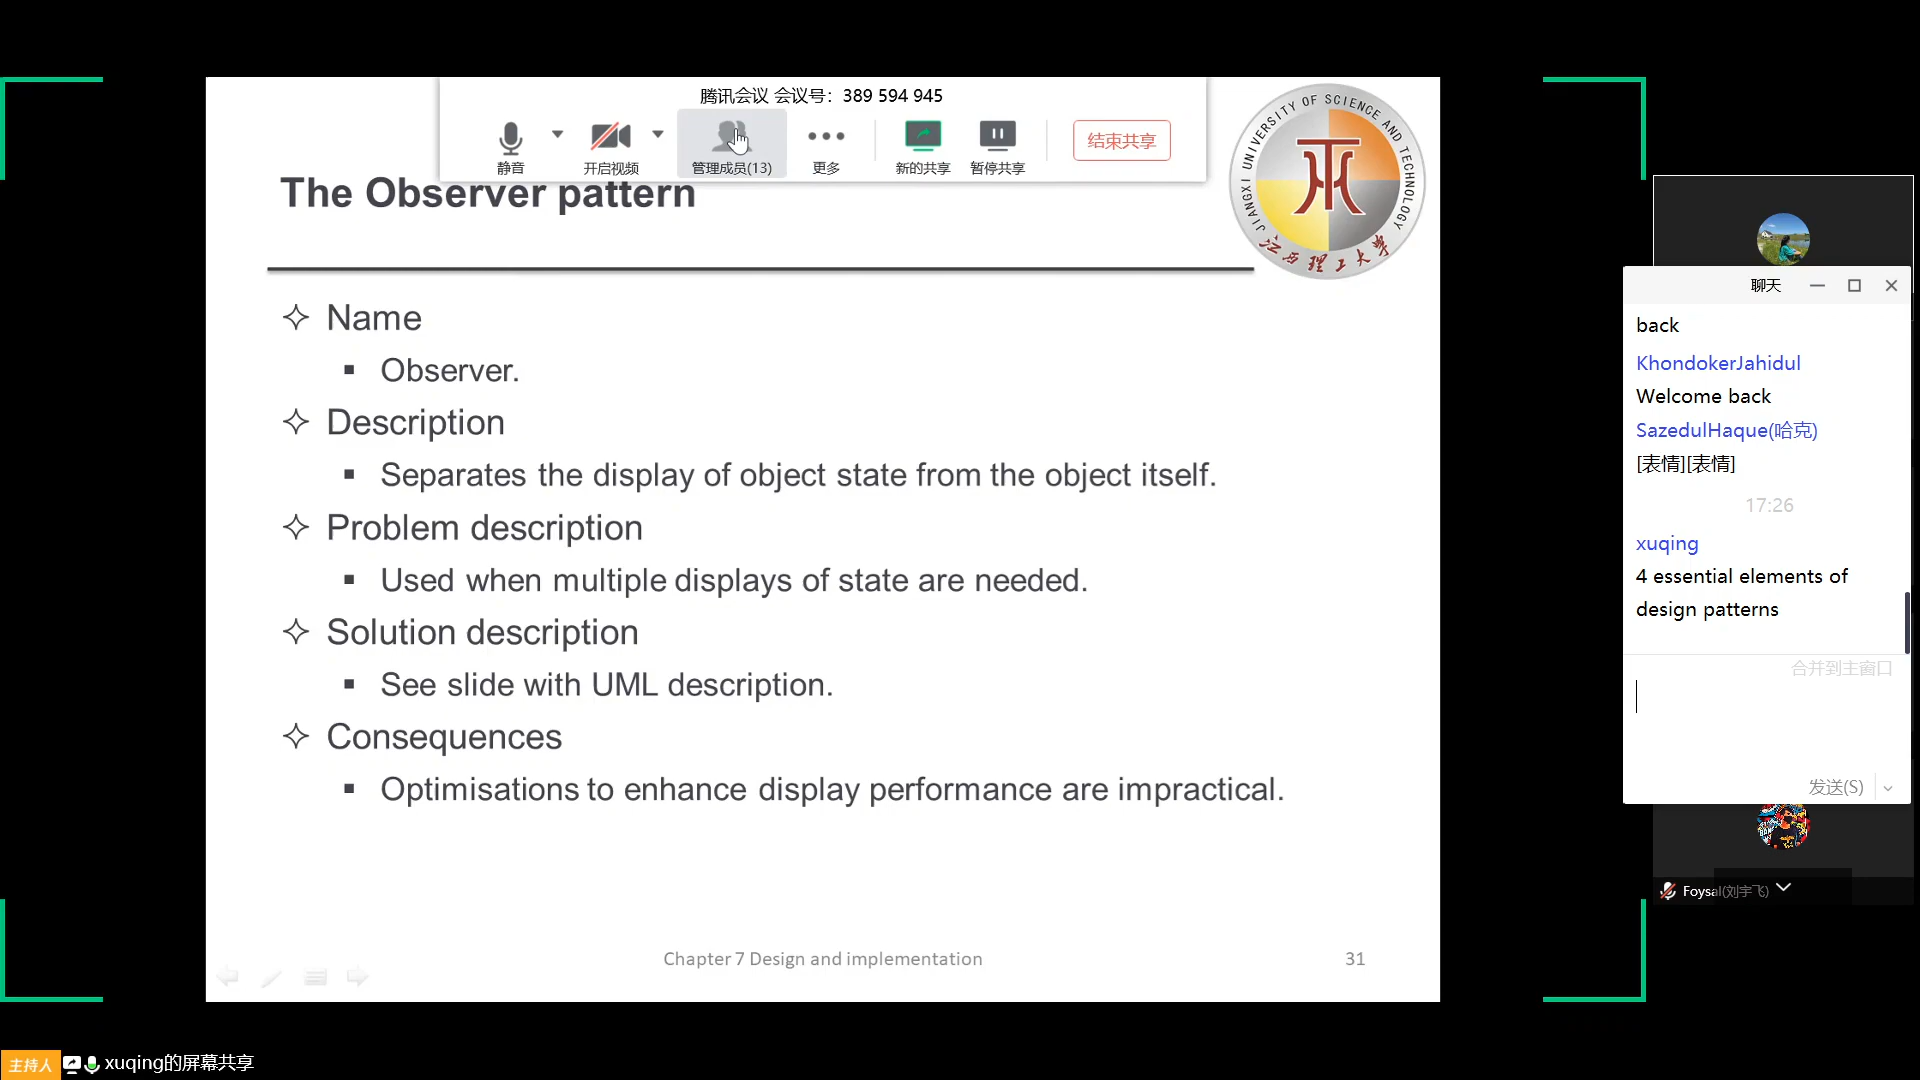 腾讯会议 会议号：389 594 945
静音
开启视频
管理成员(13)
更多
新的共享
暂停共享
结束共享
The Observer pattern
JIANGXI UNIVERSITY OF SCIENCE AND TECHNOLOGY
江西理工大学
Name
Observer.
Description
Separates the display of object state from the object itself.
Problem description
Used when multiple displays of state are needed.
Solution description
See slide with UML description.
Consequences
Optimisations to enhance display performance are impractical.
Chapter 7 Design and implementation
31
聊天
back
KhondokerJahidul
Welcome back
SazedulHaque(哈克)
[表情][表情]
17:26
xuqing
4 essential elements of
design patterns
合并到主窗口
发送(S)
Foysal(刘宇飞)
主持人
xuqing的屏幕共享